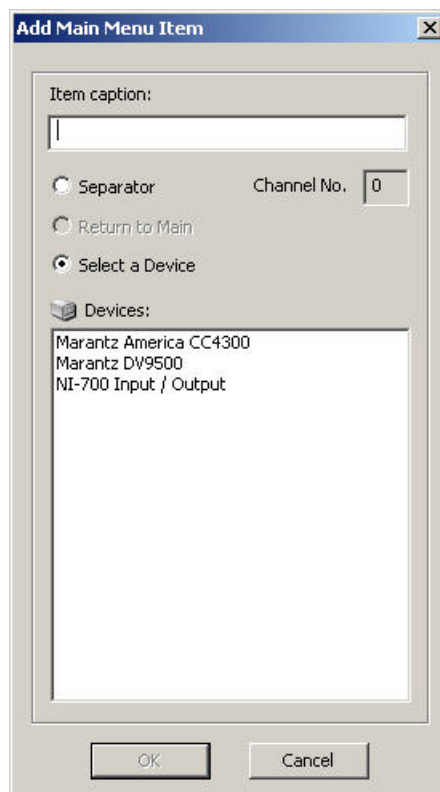 Add Main Menu Item
Item caption:
Separator Channel No. 0
Return to Main
Select a Device
Devices:
Marantz America CC4300
Marantz DV9500
NI-700 Input / Output
OK Cancel